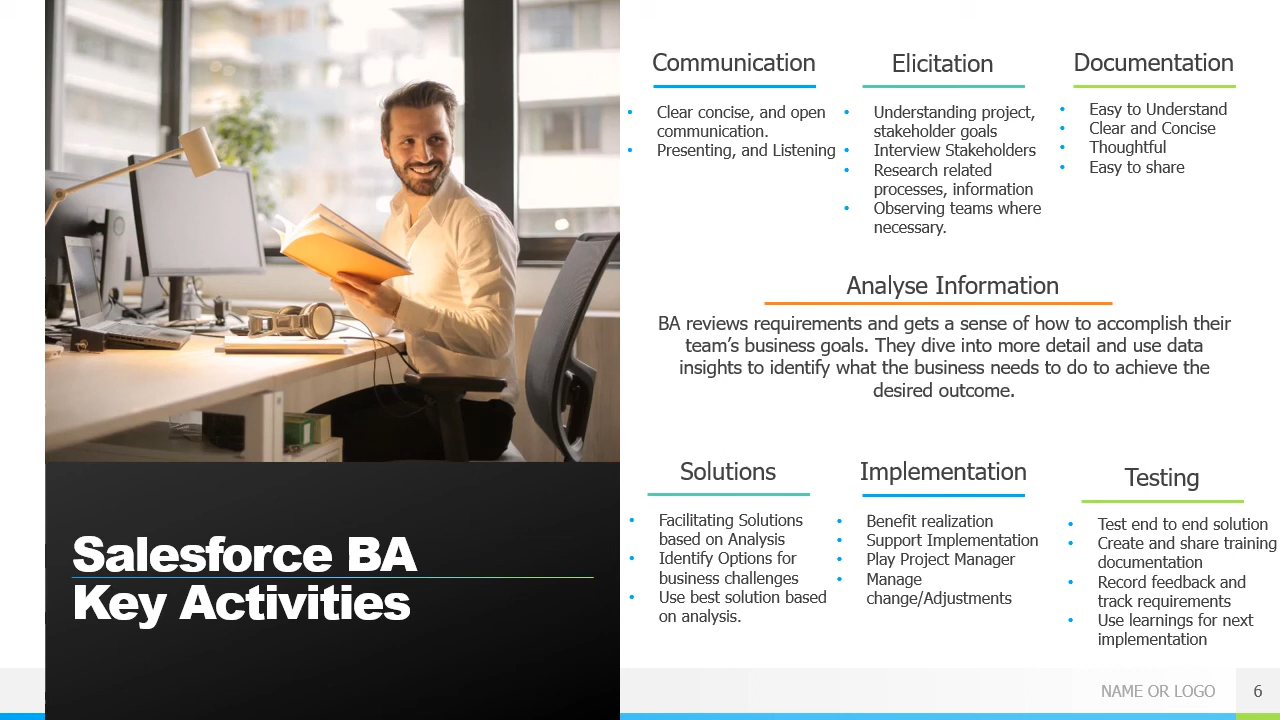 Communication
• Clear concise, and open
communication.
• Presenting, and Listening
Elicitation
• Understanding project,
stakeholder goals
• Interview Stakeholders
• Research related
processes, information
• Observing teams where
necessary.
Documentation
• Easy to Understand
• Clear and Concise
• Thoughtful
• Easy to share
Analyse Information
BA reviews requirements and gets a sense of how to accomplish their
team’s business goals. They dive into more detail and use data
insights to identify what the business needs to do to achieve the
desired outcome.
Solutions
• Facilitating Solutions
based on Analysis
• Identify Options for
business challenges
• Use best solution based
on analysis.
Implementation
• Benefit realization
• Support Implementation
• Play Project Manager
• Manage
change/Adjustments
Testing
• Test end to end solution
• Create and share training
documentation
• Record feedback and
track requirements
• Use learnings for next
implementation
Salesforce BA
Key Activities
NAME OR LOGO
6